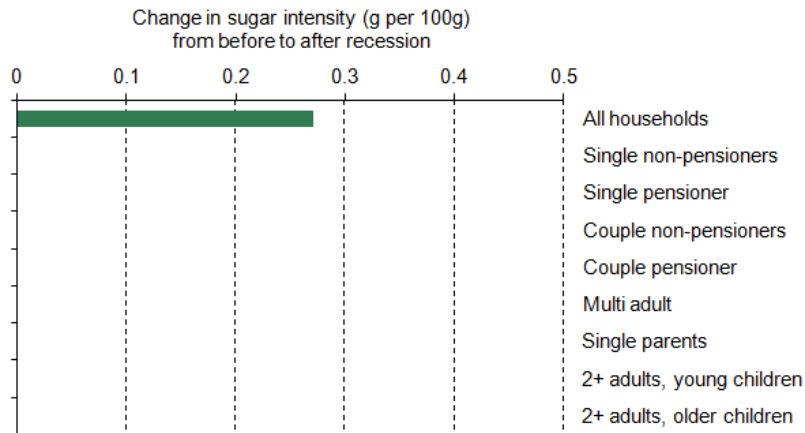 Change in sugar intensity (g per 100g)
from before to after recession
0 0.1 0.2 0.3 0.4 0.5
All households
Single non-pensioners
Single pensioner
Couple non-pensioners
Couple pensioner
Multi adult
Single parents
2+ adults, young children
2+ adults, older children